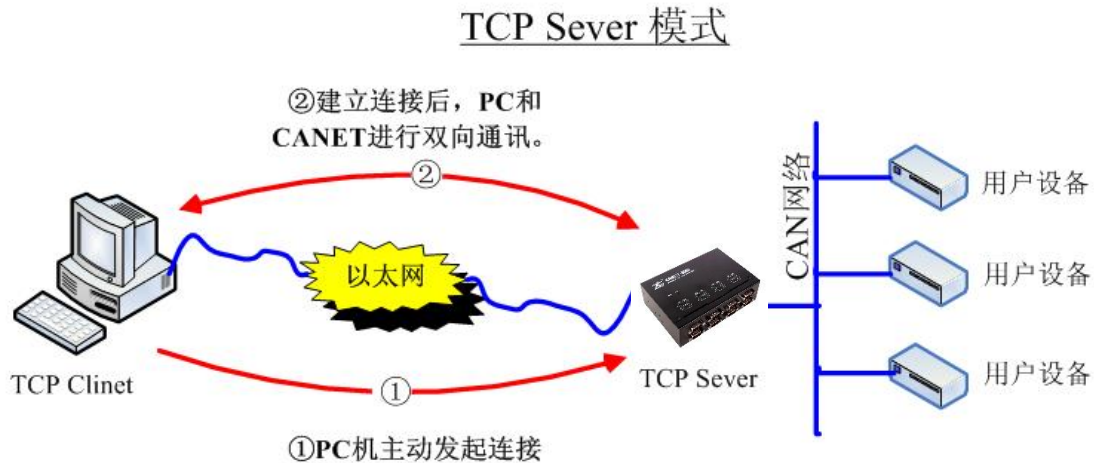 TCP Sever 模式
②建立连接后，PC和
CANET进行双向通讯。
②
以太网
CAN网络
用户设备
用户设备
用户设备
TCP Clinet
TCP Sever
①
①PC机主动发起连接